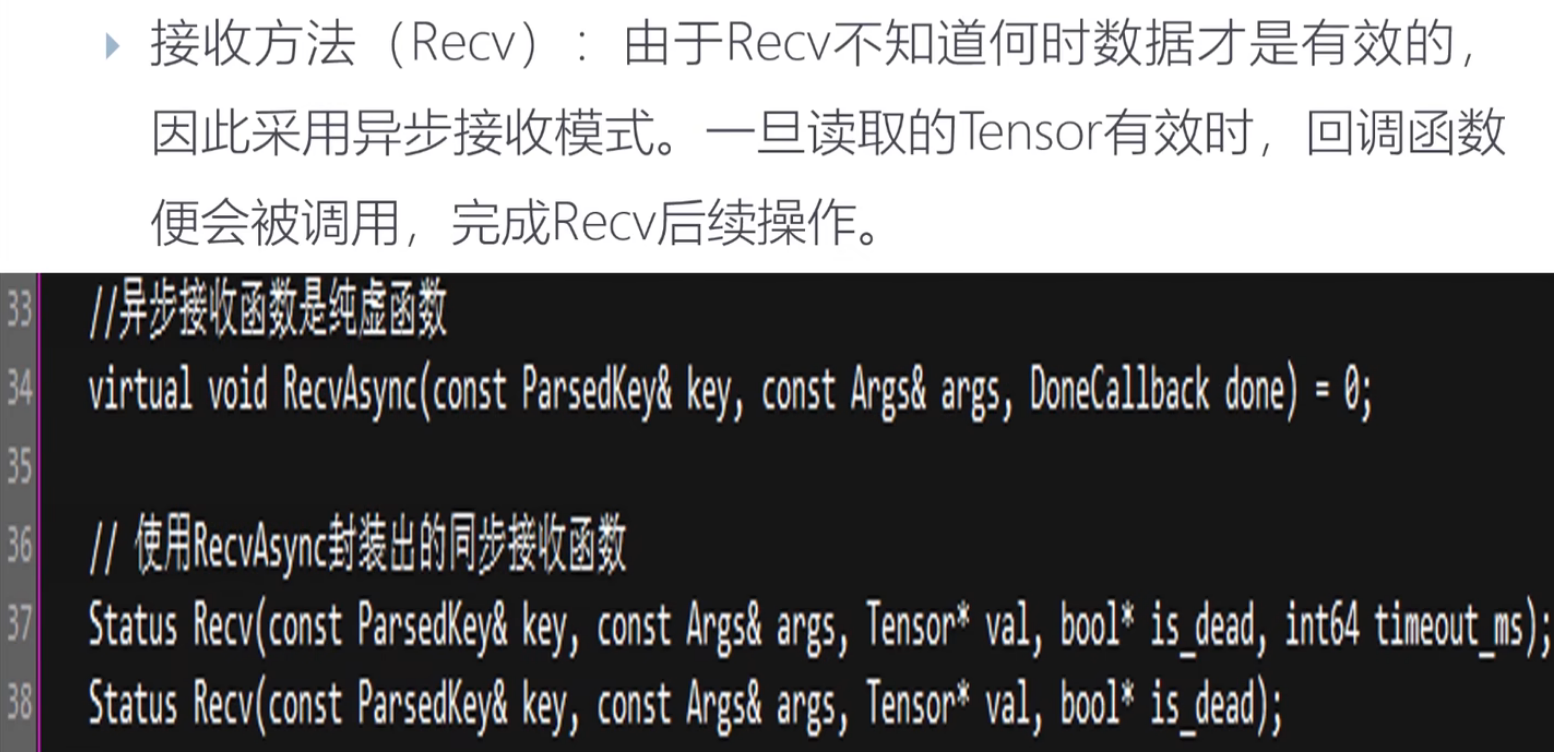 接收方法（Recv）：由于Recv不知道何时数据才是有效的，
因此采用异步接收模式。一旦读取的Tensor有效时，回调函数
便会被调用，完成Recv后续操作。
33 //异步接收函数是纯虚函数
34 virtual void RecvAsync(const ParsedKey& key, const Args& args, DoneCallback done) = 0;
35
36 // 使用RecvAsync封装出的同步接收函数
37 Status Recv(const ParsedKey& key, const Args& args, Tensor* val, bool* is_dead, int64 timeout_ms);
38 Status Recv(const ParsedKey& key, const Args& args, Tensor* val, bool* is_dead);